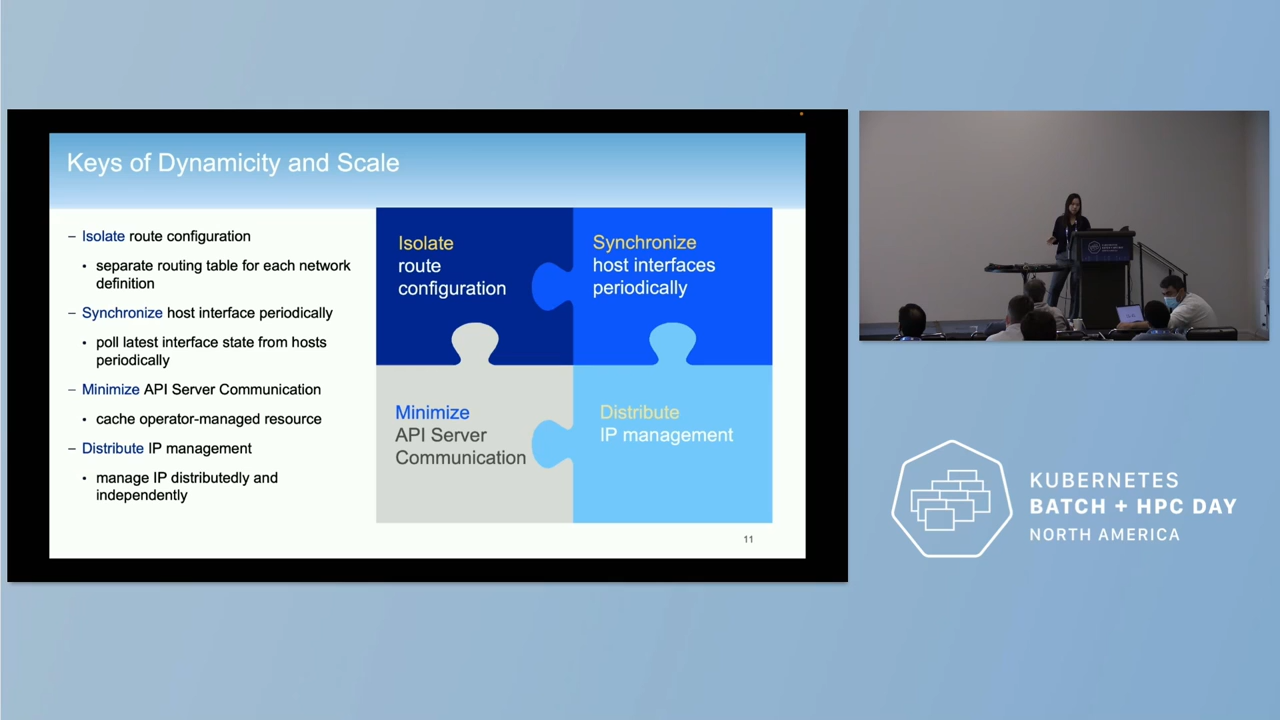 Keys of Dynamicity and Scale
– Isolate route configuration
• separate routing table for each network
definition
– Synchronize host interface periodically
• poll latest interface state from hosts
periodically
– Minimize API Server Communication
• cache operator-managed resource
– Distribute IP management
• manage IP distributedly and
independently
Isolate
route
configuration
Synchronize
host interfaces
periodically
Minimize
API Server
Communication
Distribute
IP management
11
KUBERNETES
BATCH + HPC DAY
NORTH AMERICA